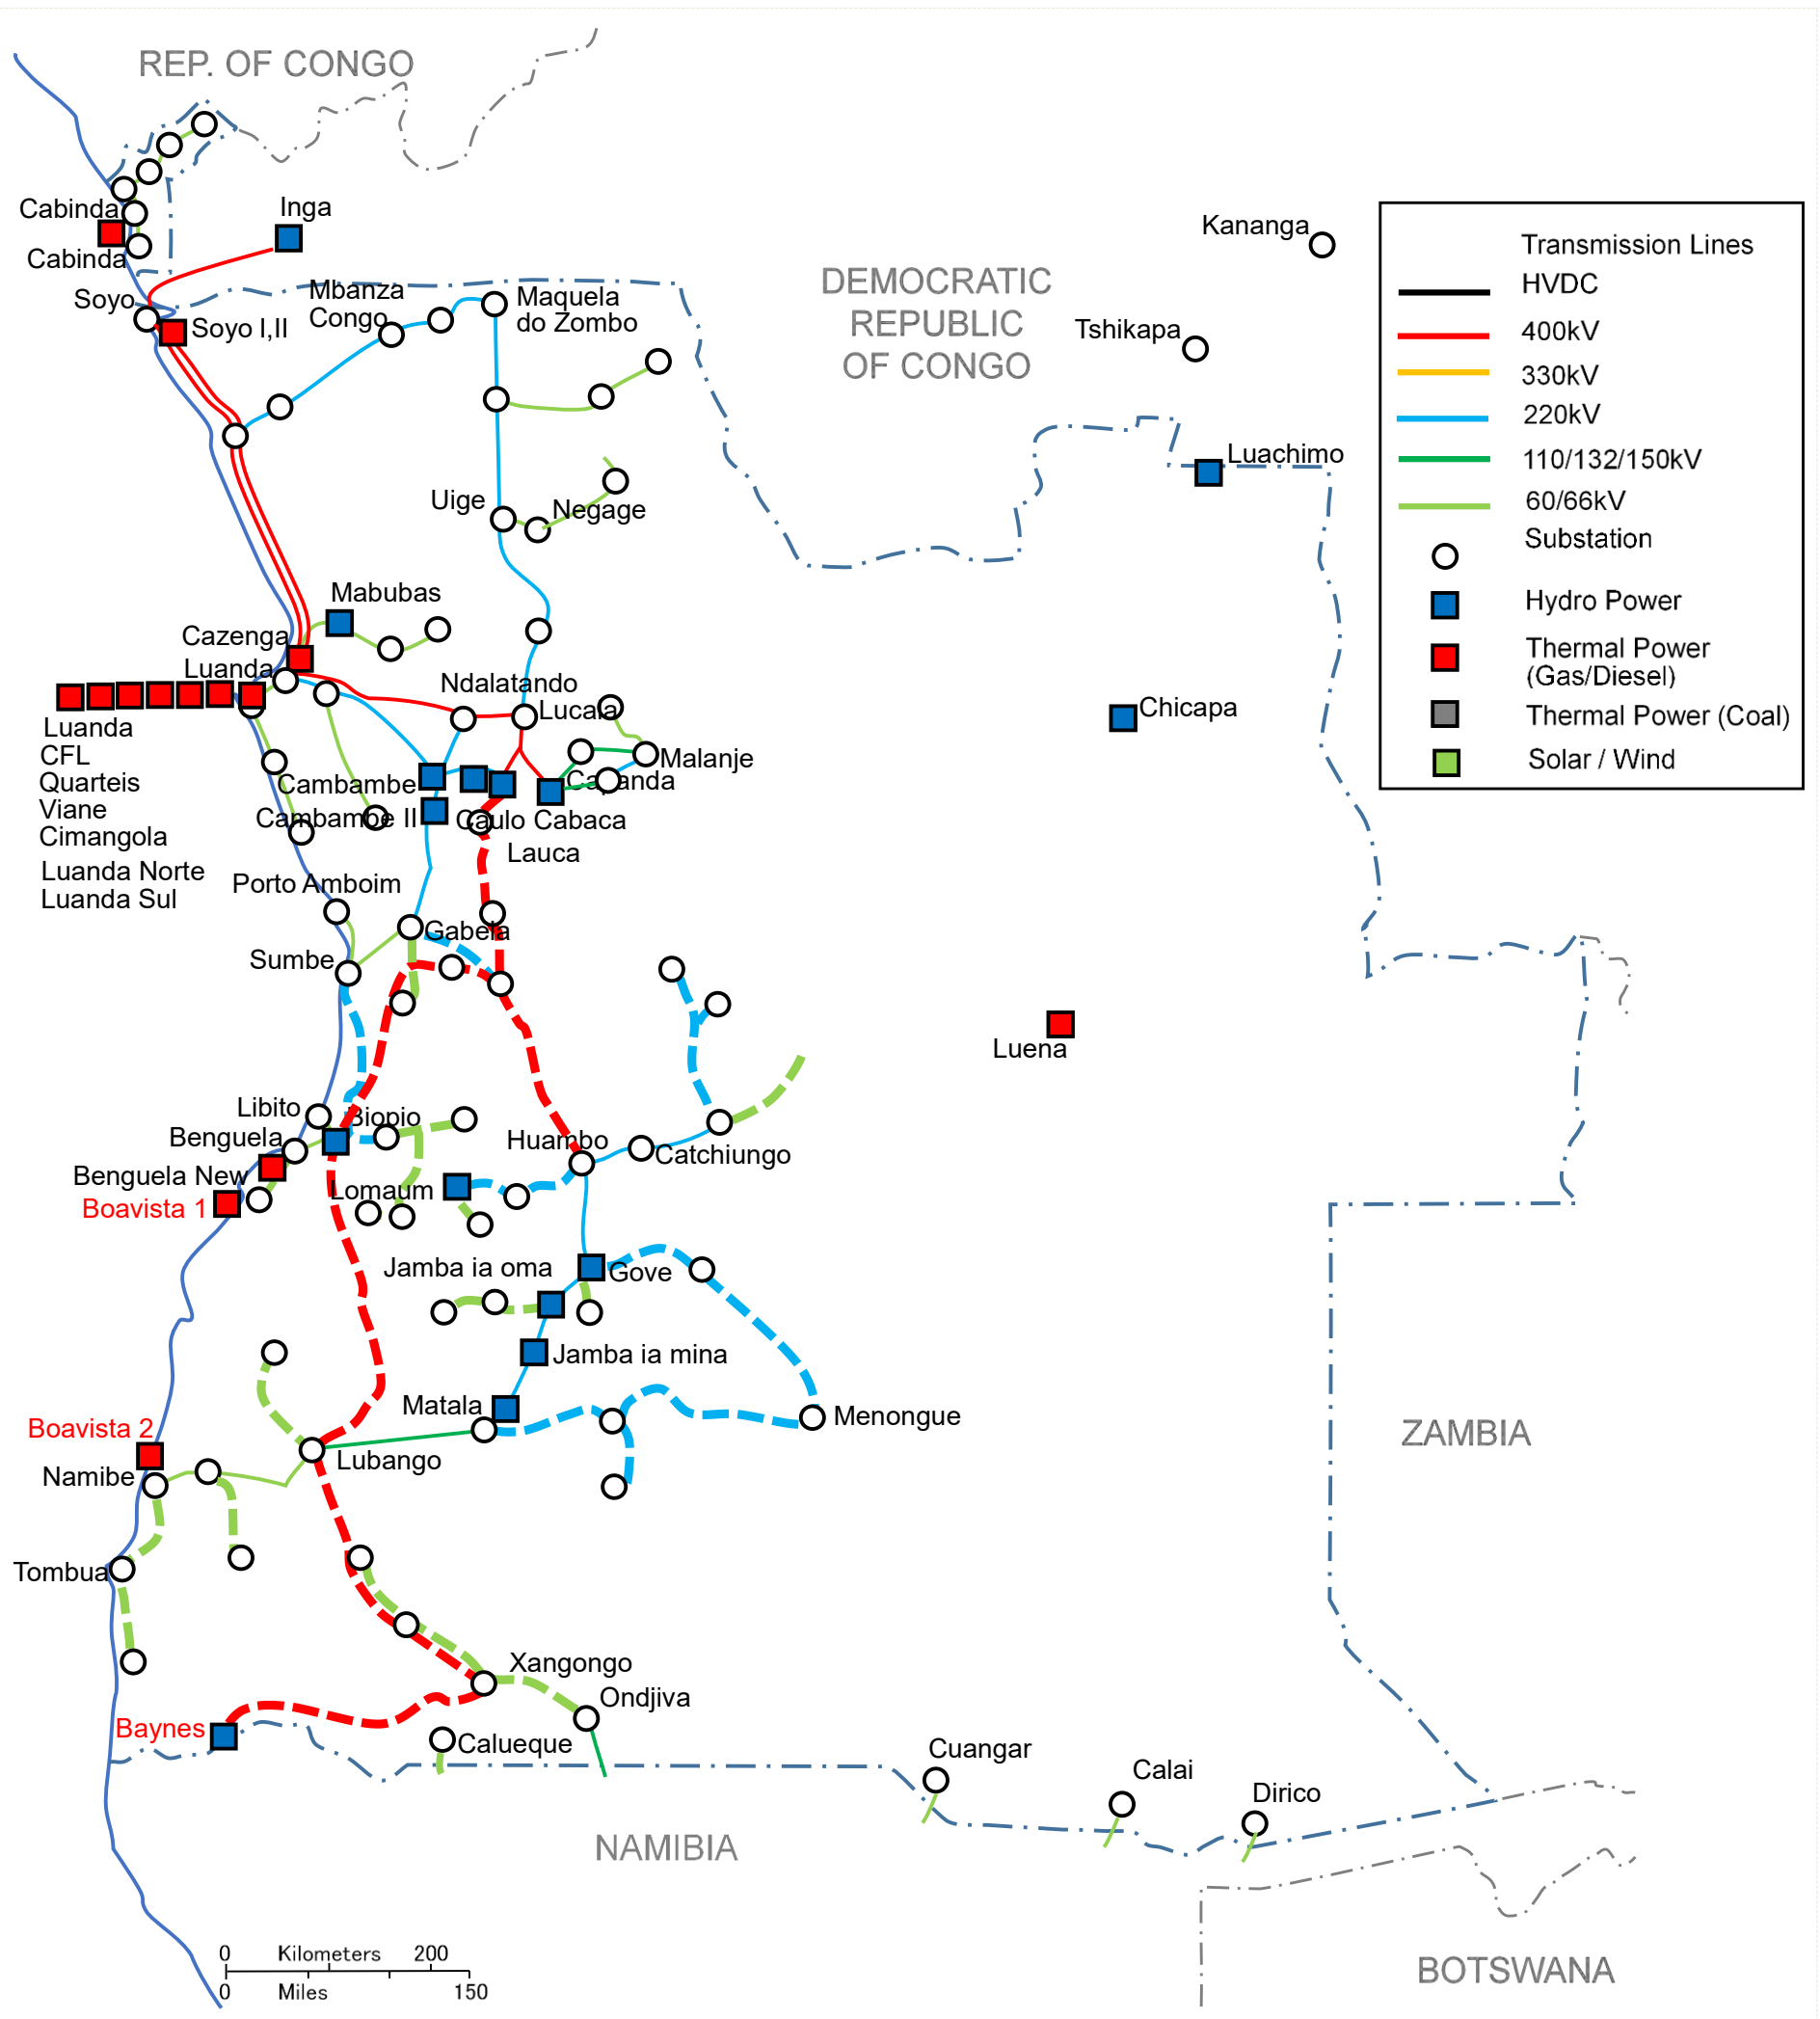 REP. OF CONGO
Cabinda
Inga
Cabinda
Soyo
Soyo I,II
Mbanza
Congo
Maquela
do Zombo
DEMOCRATIC
REPUBLIC
OF CONGO
Kananga
Tshikapa
Luachimo
Transmission Lines
HVDC
400kV
330kV
220kV
110/132/150kV
60/66kV
Substation
Hydro Power
Thermal Power
(Gas/Diesel)
Thermal Power (Coal)
Solar / Wind
Uige
Negage
Mabubas
Cazenga
Luanda
Ndalatando
Lucala
Chicapa
Malanje
Luanda
CFL
Quarteis
Viane
Cimangola
Luanda Norte
Luanda Sul
Cambambe
Capanda
Cambambe II
Caulo Cabaca
Lauca
Porto Amboim
Gabela
Sumbe
Luena
Libito
Biopio
Benguela
Huambo
Catchiungo
Benguela New
Lomaum
Boavista 1
Jamba ia oma
Gove
Jamba ia mina
Matala
Menongue
Boavista 2
Namibe
Lubango
ZAMBIA
Tombua
Xangongo
Ondjiva
Baynes
Calueque
Cuangar
Calai
Dirico
NAMIBIA
BOTSWANA
0 Kilometers 200
0 Miles 150